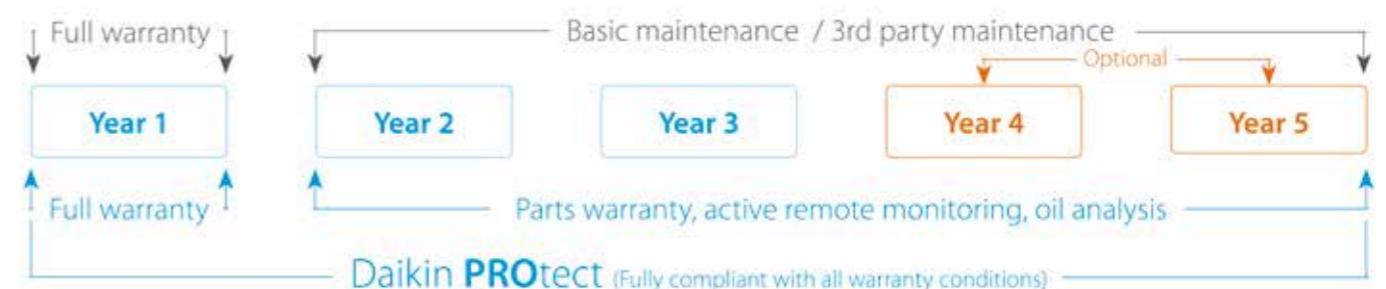 Full warranty
Basic maintenance / 3rd party maintenance
Optional
Year 1
Year 2
Year 3
Year 4
Year 5
Full warranty
Parts warranty, active remote monitoring, oil analysis
Daikin PROtect (Fully compliant with all warranty conditions)